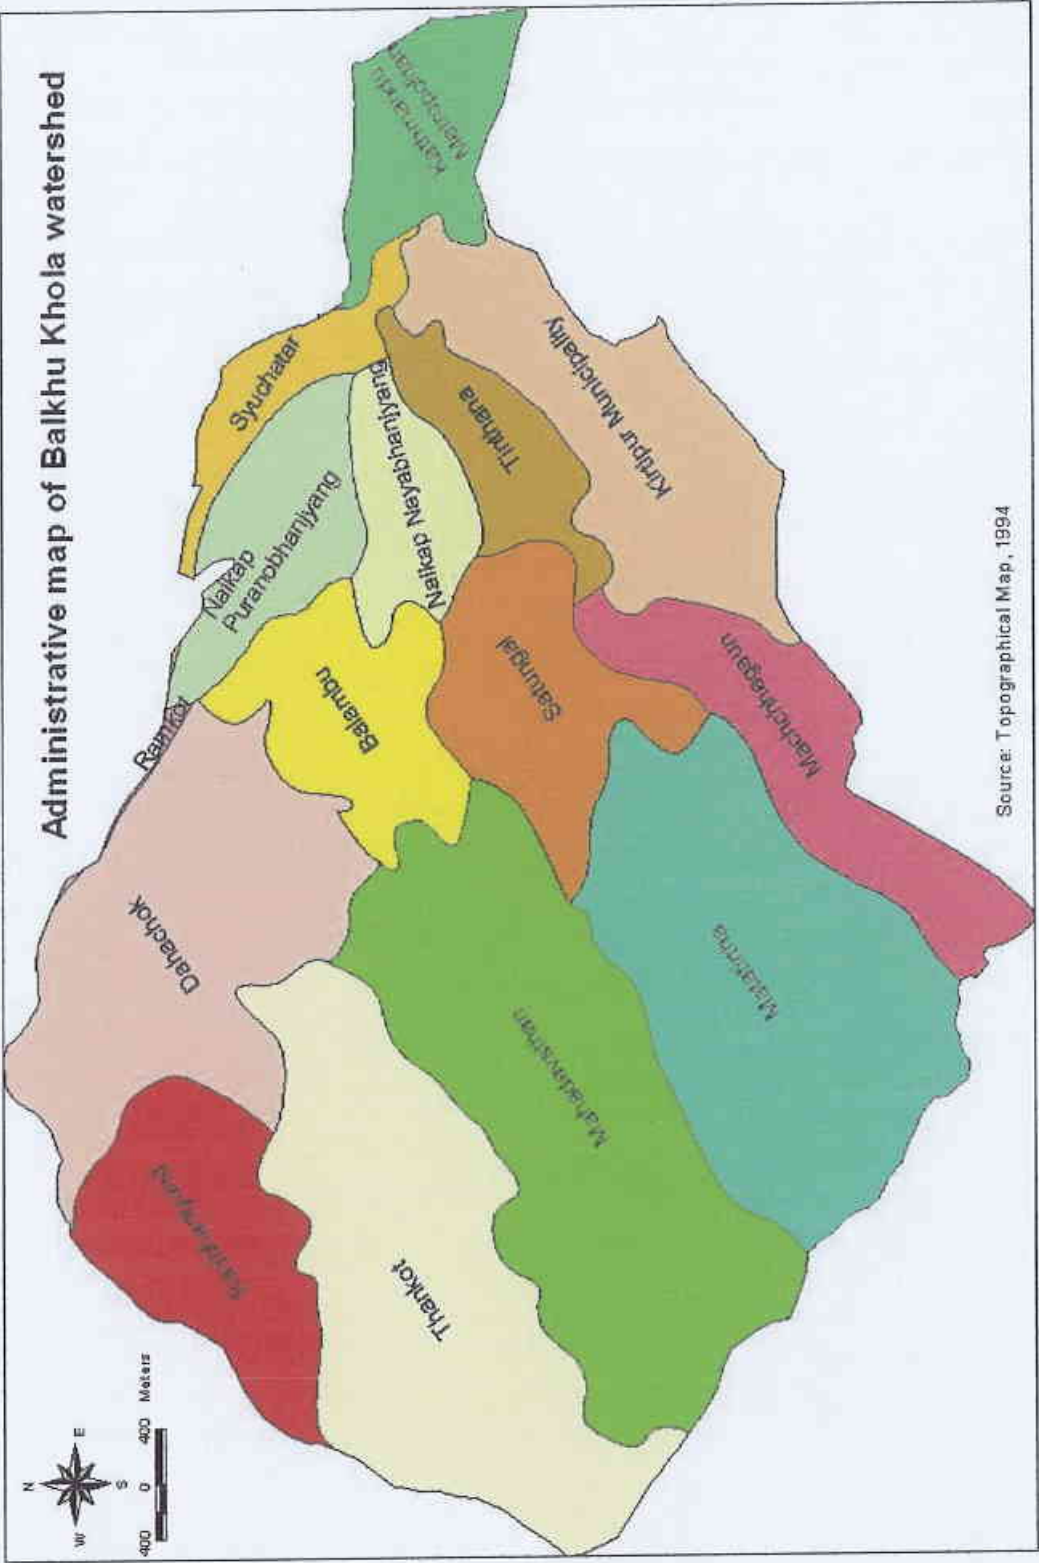 Administrative map of Balkhu Khola watershed
N
W
E
S
400 0 400 Meters
Ramkot
Naikap
Puranobhanjyang
Syuchatar
Kathmandu
Metropolitan
Dahachok
Balambu
Naikap Nayabhanjyang
Tinthana
Kirtipur Municipality
Satungal
Machchhegaun
Thankot
Mahadevsthan
Matatirtha
Source: Topographical Map, 1994